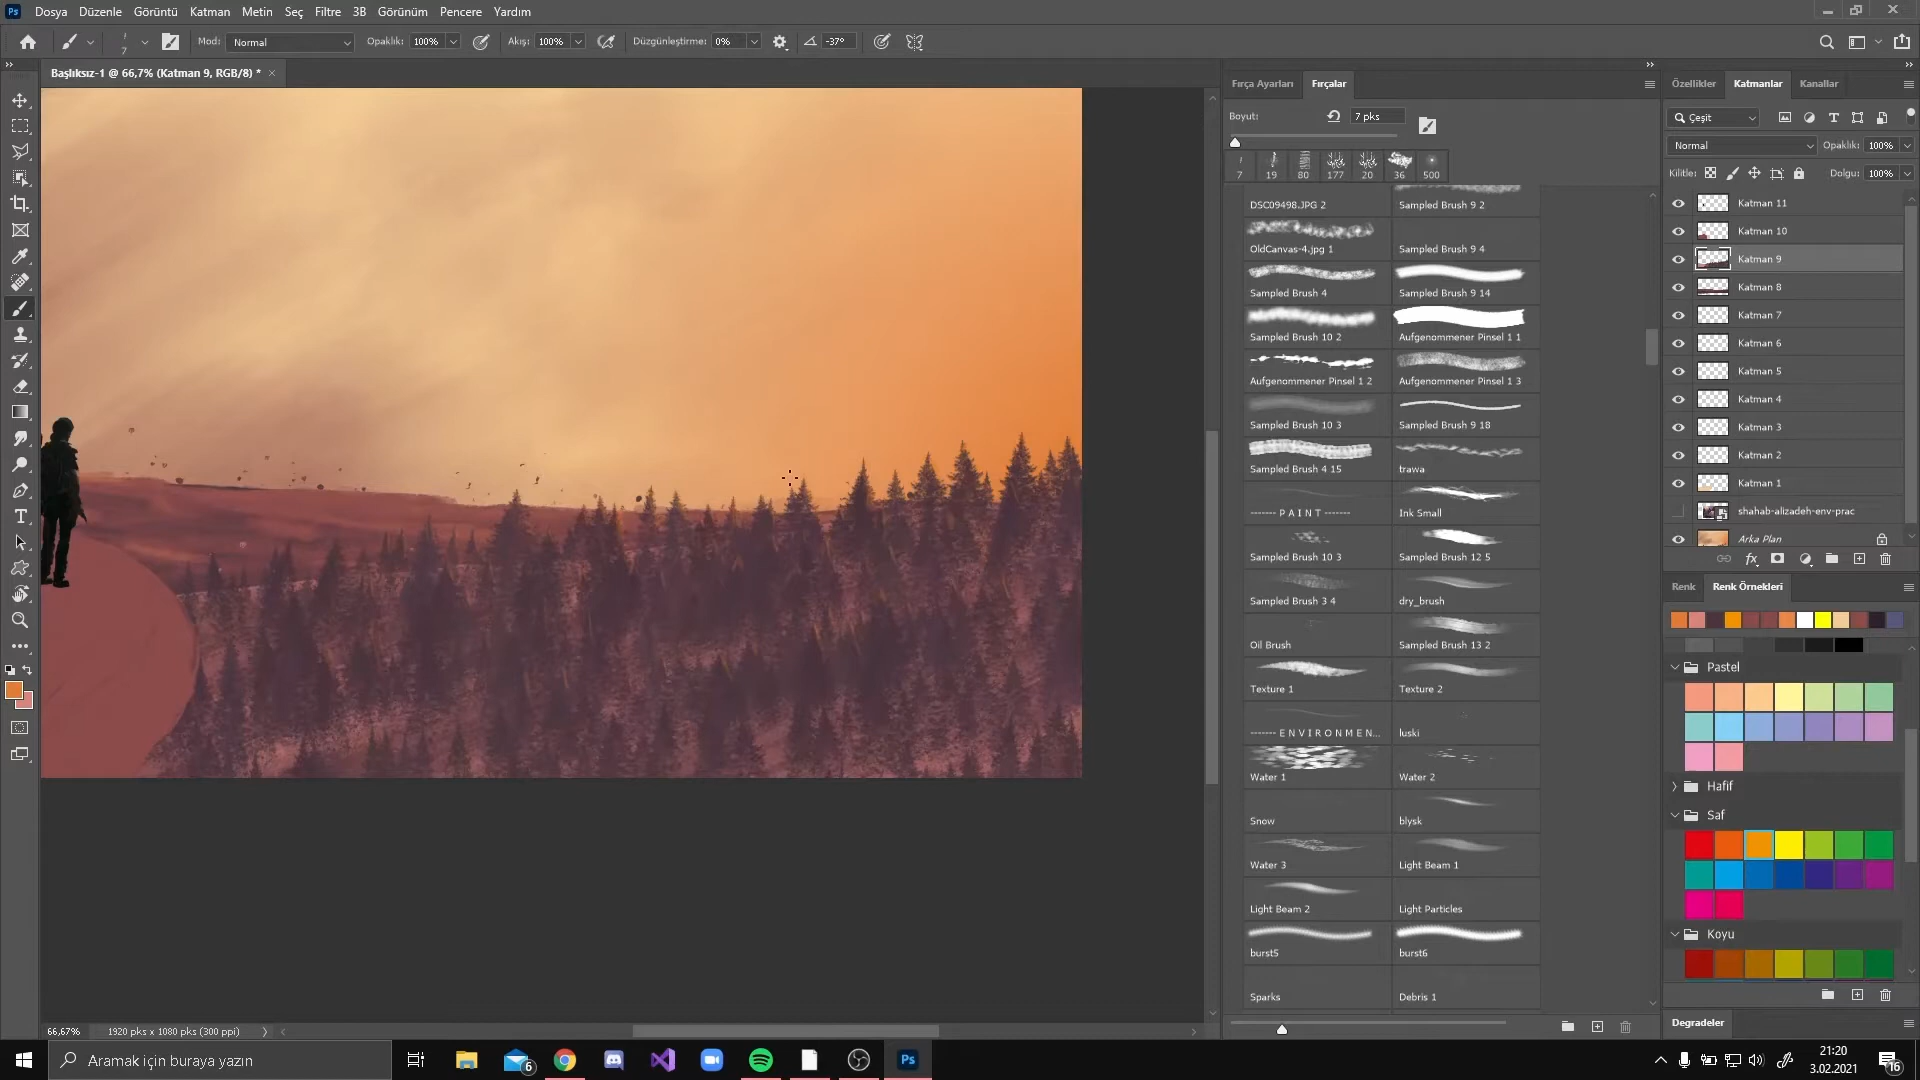 Ps Dosya Düzenle Görüntü Katman Metin Seç Filtre 3B Görünüm Pencere Yardım
7 Mod: Normal Opaklık: 100% Akış: 100% Düzgünleştirme: 0% -37°
Başlıksız-1 @ 66,7% (Katman 9, RGB/8) *
Fırça Ayarları Fırçalar
Boyut: 7 pks
7 19 80 177 20 36 500
DSC09498.JPG 2 Sampled Brush 9 2
OldCanvas-4.jpg 1 Sampled Brush 9 4
Sampled Brush 4 Sampled Brush 9 14
Sampled Brush 10 2 Aufgenommener Pinsel 1 1
Aufgenommener Pinsel 1 2 Aufgenommener Pinsel 1 3
Sampled Brush 10 3 Sampled Brush 9 18
Sampled Brush 4 15 trawa
------- P A I N T ------- Ink Small
Sampled Brush 10 3 Sampled Brush 12 5
Sampled Brush 3 4 dry_brush
Oil Brush Sampled Brush 13 2
Texture 1 Texture 2
------- E N V I R O N M E N... luski
Water 1 Water 2
Snow blysk
Water 3 Light Beam 1
Light Beam 2 Light Particles
burst5 burst6
Sparks Debris 1
Özellikler Katmanlar Kanallar
Çeşit
Normal Opaklık: 100%
Kilitle: Dolgu: 100%
Katman 11
Katman 10
Katman 9
Katman 8
Katman 7
Katman 6
Katman 5
Katman 4
Katman 3
Katman 2
Katman 1
shahab-alizadeh-env-prac
Arka Plan
Renk Renk Örnekleri
Pastel
Hafif
Saf
Koyu
Degradeler
66,67% 1920 pks x 1080 pks (300 ppi)
Aramak için buraya yazın
6
Ps
21:20
3.02.2021
16